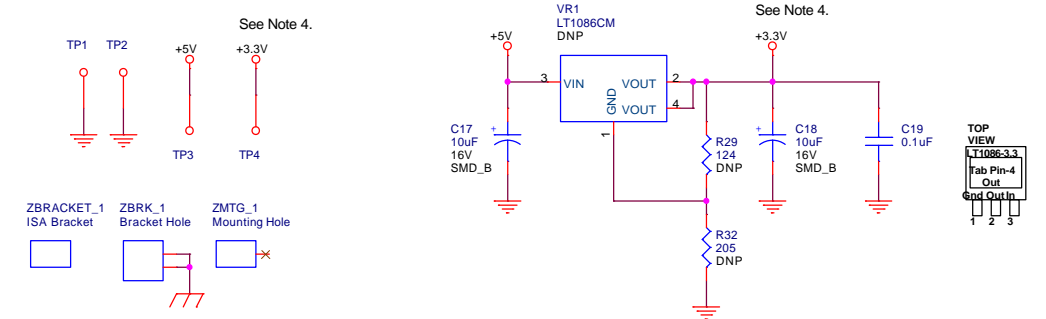 See Note 4.
TP1
TP2
+5V
+3.3V
TP3
TP4
ZBRACKET_1
ISA Bracket
ZBRK_1
Bracket Hole
ZMTG_1
Mounting Hole
VR1
LT1086CM
DNP
See Note 4.
+5V
+3.3V
3
VIN
VOUT
2
GND
VOUT
4
1
C17
10uF
16V
SMD_B
+
R29
124
DNP
+
C18
10uF
16V
SMD_B
C19
0.1uF
R32
205
DNP
TOP
VIEW
LT1086-3.3
Tab Pin-4
Out
Gnd Out In
1 2 3